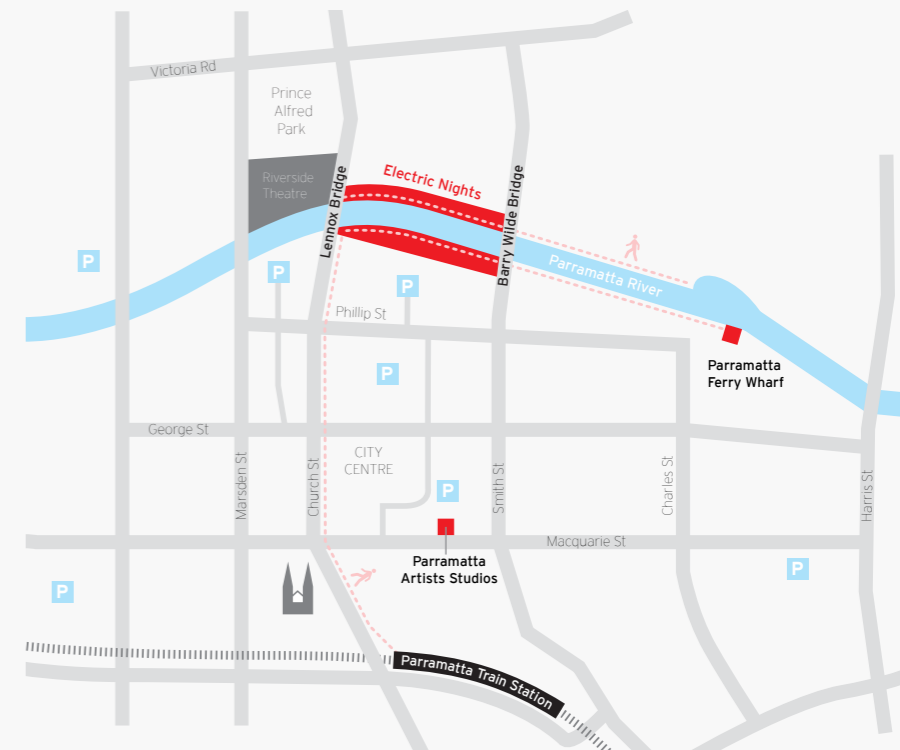 Victoria Rd
Prince
Alfred
Park
Riverside
Theatre
Lennox Bridge
Electric Nights
Barry Wilde Bridge
Parramatta River
P
P
P
Phillip St
Parramatta
Ferry Wharf
P
George St
CITY
CENTRE
Marsden St
Church St
Smith St
Charles St
Harris St
P
Macquarie St
Parramatta
Artists Studios
P
P
Parramatta Train Station